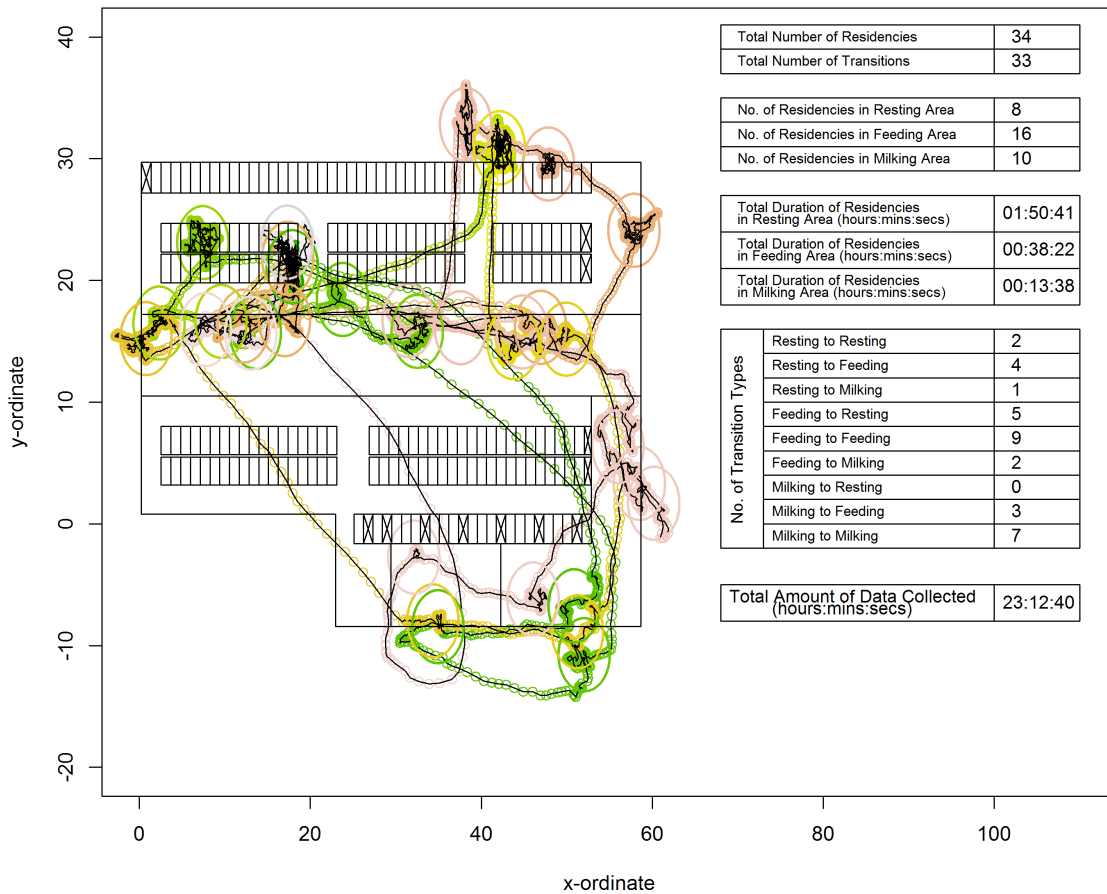 Total Number of Residencies 34
Total Number of Transitions 33
No. of Residencies in Resting Area 8
No. of Residencies in Feeding Area 16
No. of Residencies in Milking Area 10
Total Duration of Residencies
in Resting Area (hours:mins:secs) 01:50:41
Total Duration of Residencies
in Feeding Area (hours:mins:secs) 00:38:22
Total Duration of Residencies
in Milking Area (hours:mins:secs) 00:13:38
No. of Transition Types
Resting to Resting 2
Resting to Feeding 4
Resting to Milking 1
Feeding to Resting 5
Feeding to Feeding 9
Feeding to Milking 2
Milking to Resting 0
Milking to Feeding 3
Milking to Milking 7
Total Amount of Data Collected
(hours:mins:secs) 23:12:40
y-ordinate
40
30
20
10
0
-10
-20
0 20 40 60 80 100
x-ordinate